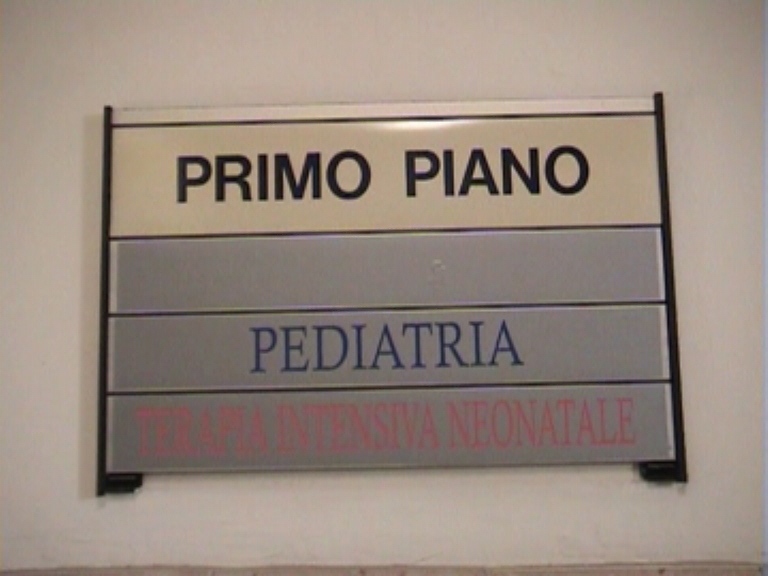 PRIMO PIANO
PEDIATRIA
TERAPIA INTENSIVA NEONATALE